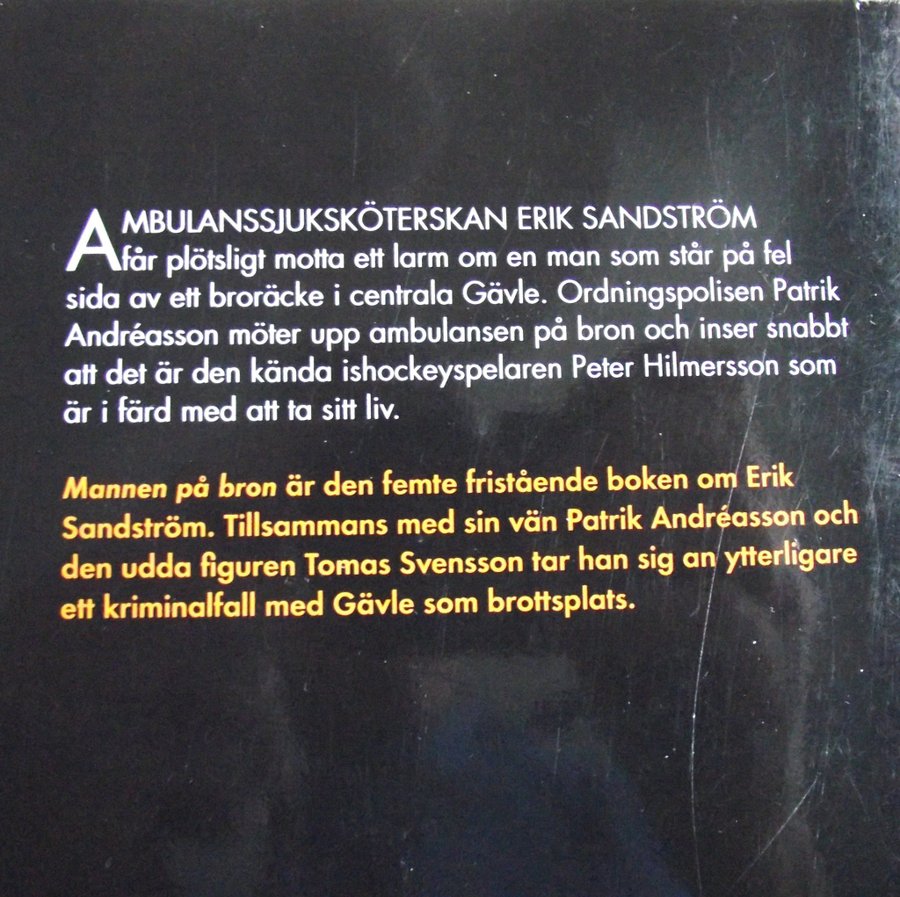 AMBULANSSJUKSKÖTERSKAN ERIK SANDSTRÖM
får plötsligt motta ett larm om en man som står på fel
sida av ett broräcke i centrala Gävle. Ordningspolisen Patrik
Andréasson möter upp ambulansen på bron och inser snabbt
att det är den kända ishockeyspelaren Peter Hilmersson som
är i färd med att ta sitt liv.
Mannen på bron är den femte fristående boken om Erik
Sandström. Tillsammans med sin vän Patrik Andréasson och
den udda figuren Tomas Svensson tar han sig an ytterligare
ett kriminalfall med Gävle som brottsplats.